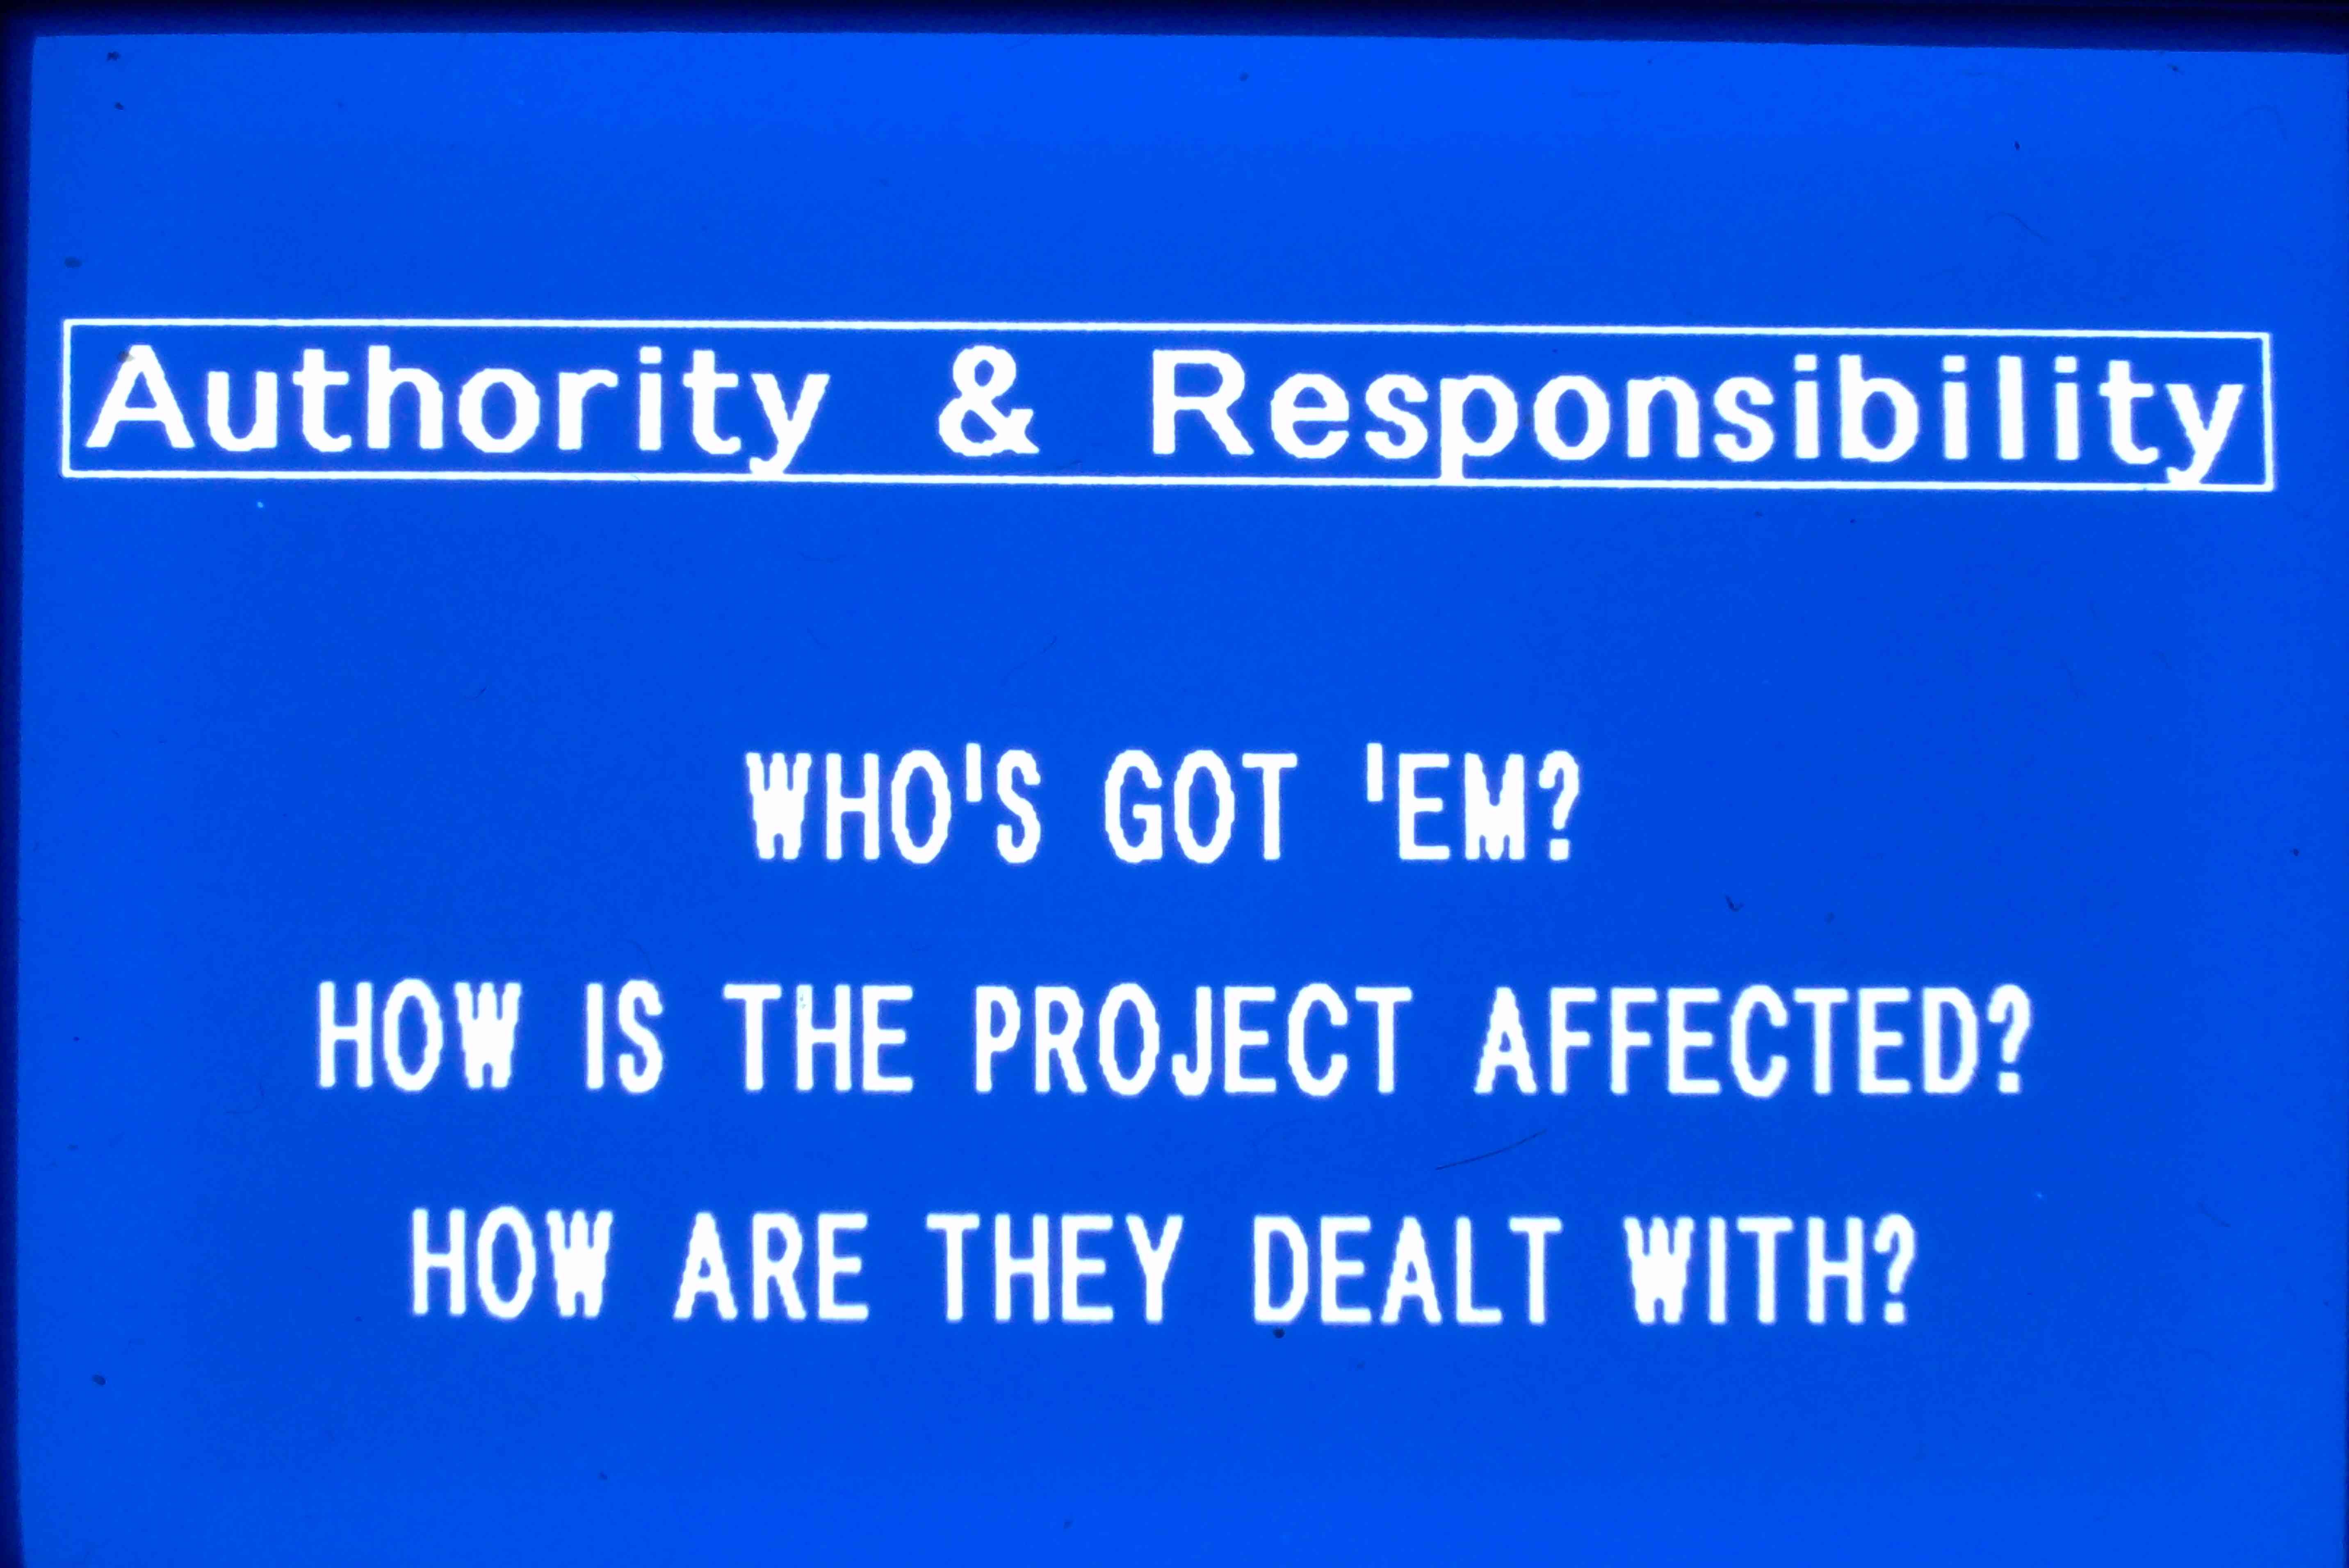 Authority & Responsibility
WHO'S GOT 'EM?
HOW IS THE PROJECT AFFECTED?
HOW ARE THEY DEALT WITH?